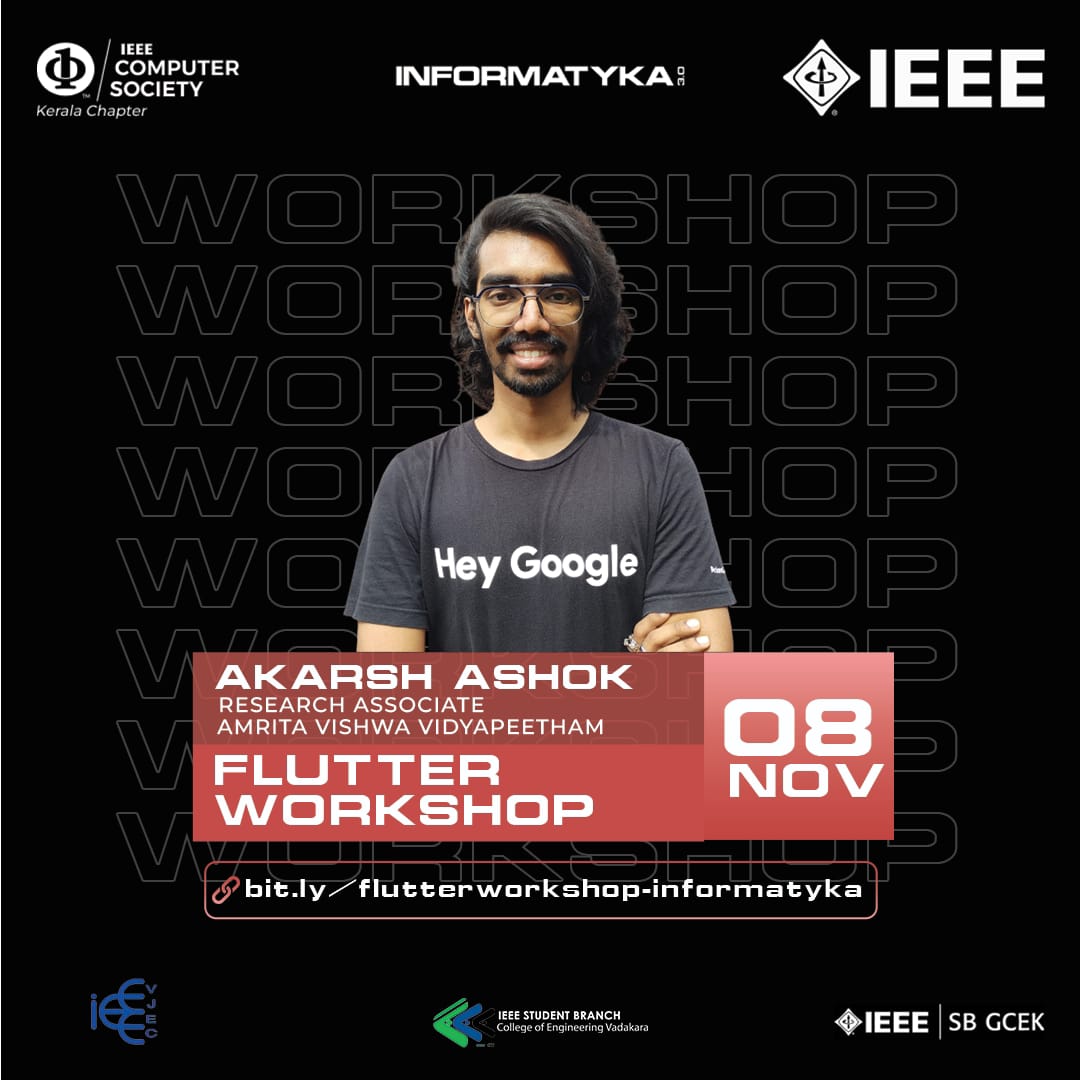 IEEE
COMPUTER
SOCIETY
Kerala Chapter
INFORMATYKA 3.0
IEEE
WORKSHOP
WORKSHOP
WORKSHOP
WORKSHOP
WORKSHOP
WORKSHOP
WORKSHOP
WORKSHOP
Hey Google
AKARSH ASHOK
RESEARCH ASSOCIATE
AMRITA VISHWA VIDYAPEETHAM
FLUTTER
WORKSHOP
08
NOV
bit.ly/flutterworkshop-informatyka
iEEE VJEC
IEEE STUDENT BRANCH
College of Engineering Vadakara
IEEE | SB GCEK